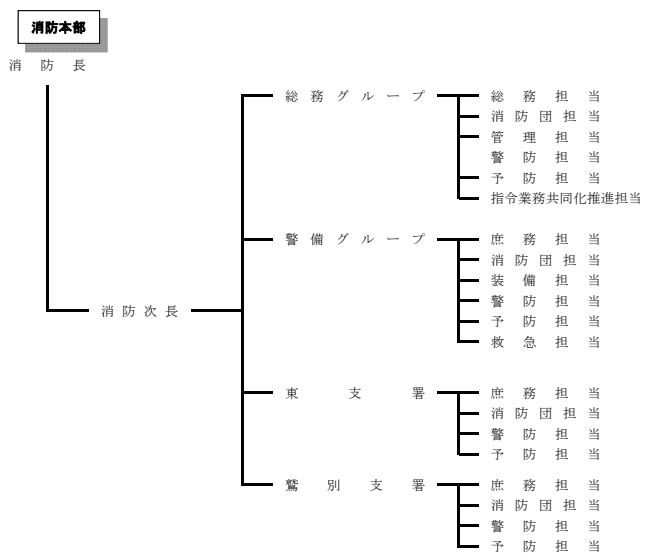 消防本部
消防長
消防次長
総務グループ
総務担当
消防団担当
管理担当
警防担当
予防担当
指令業務共同化推進担当
警備グループ
庶務担当
消防団担当
装備担当
警防担当
予防担当
救急担当
東支署
庶務担当
消防団担当
警防担当
予防担当
鷲別支署
庶務担当
消防団担当
警防担当
予防担当